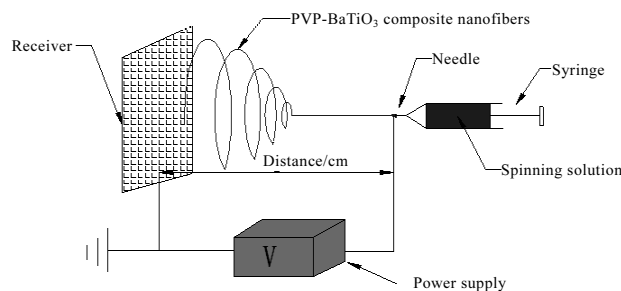 PVP-BaTiO₃ composite nanofibers
Receiver
Needle
Syringe
Distance/cm
Spinning solution
V
Power supply